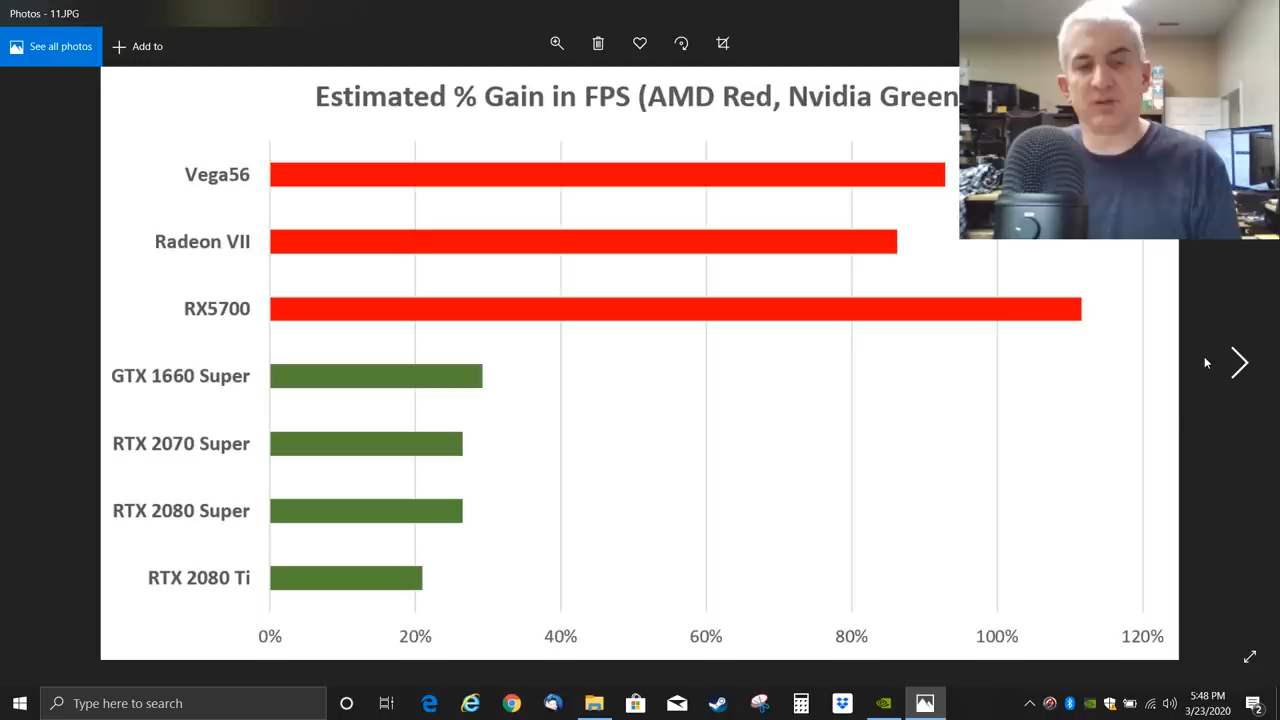 Photos - 11.JPG
See all photos
Add to
Estimated % Gain in FPS (AMD Red, Nvidia Green
Vega56
Radeon VII
RX5700
GTX 1660 Super
RTX 2070 Super
RTX 2080 Super
RTX 2080 Ti
0% 20% 40% 60% 80% 100% 120%
Type here to search
5:48 PM
3/23/2020
2